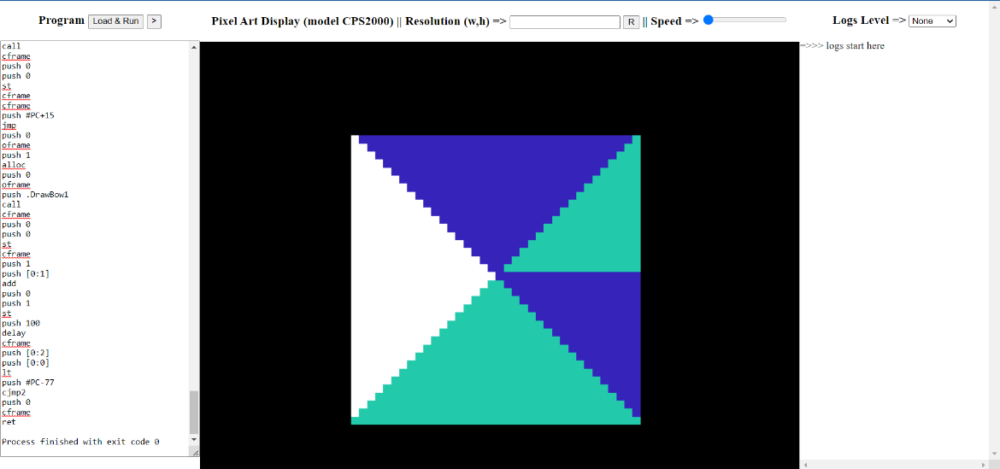 Program Load & Run > Pixel Art Display (model CPS2000) || Resolution (w,h) => R || Speed => Logs Level => None
call
cframe
push 0
push 0
st
cframe
cframe
push #PC+15
jmp
push 0
oframe
push 1
alloc
push 0
oframe
push .DrawBow1
call
cframe
push 0
push 0
st
cframe
push 1
push [0:1]
add
push 0
push 1
st
push 100
delay
cframe
push [0:2]
push [0:0]
lt
push #PC-77
cjmp2
push 0
cframe
ret
Process finished with exit code 0
=>>> logs start here